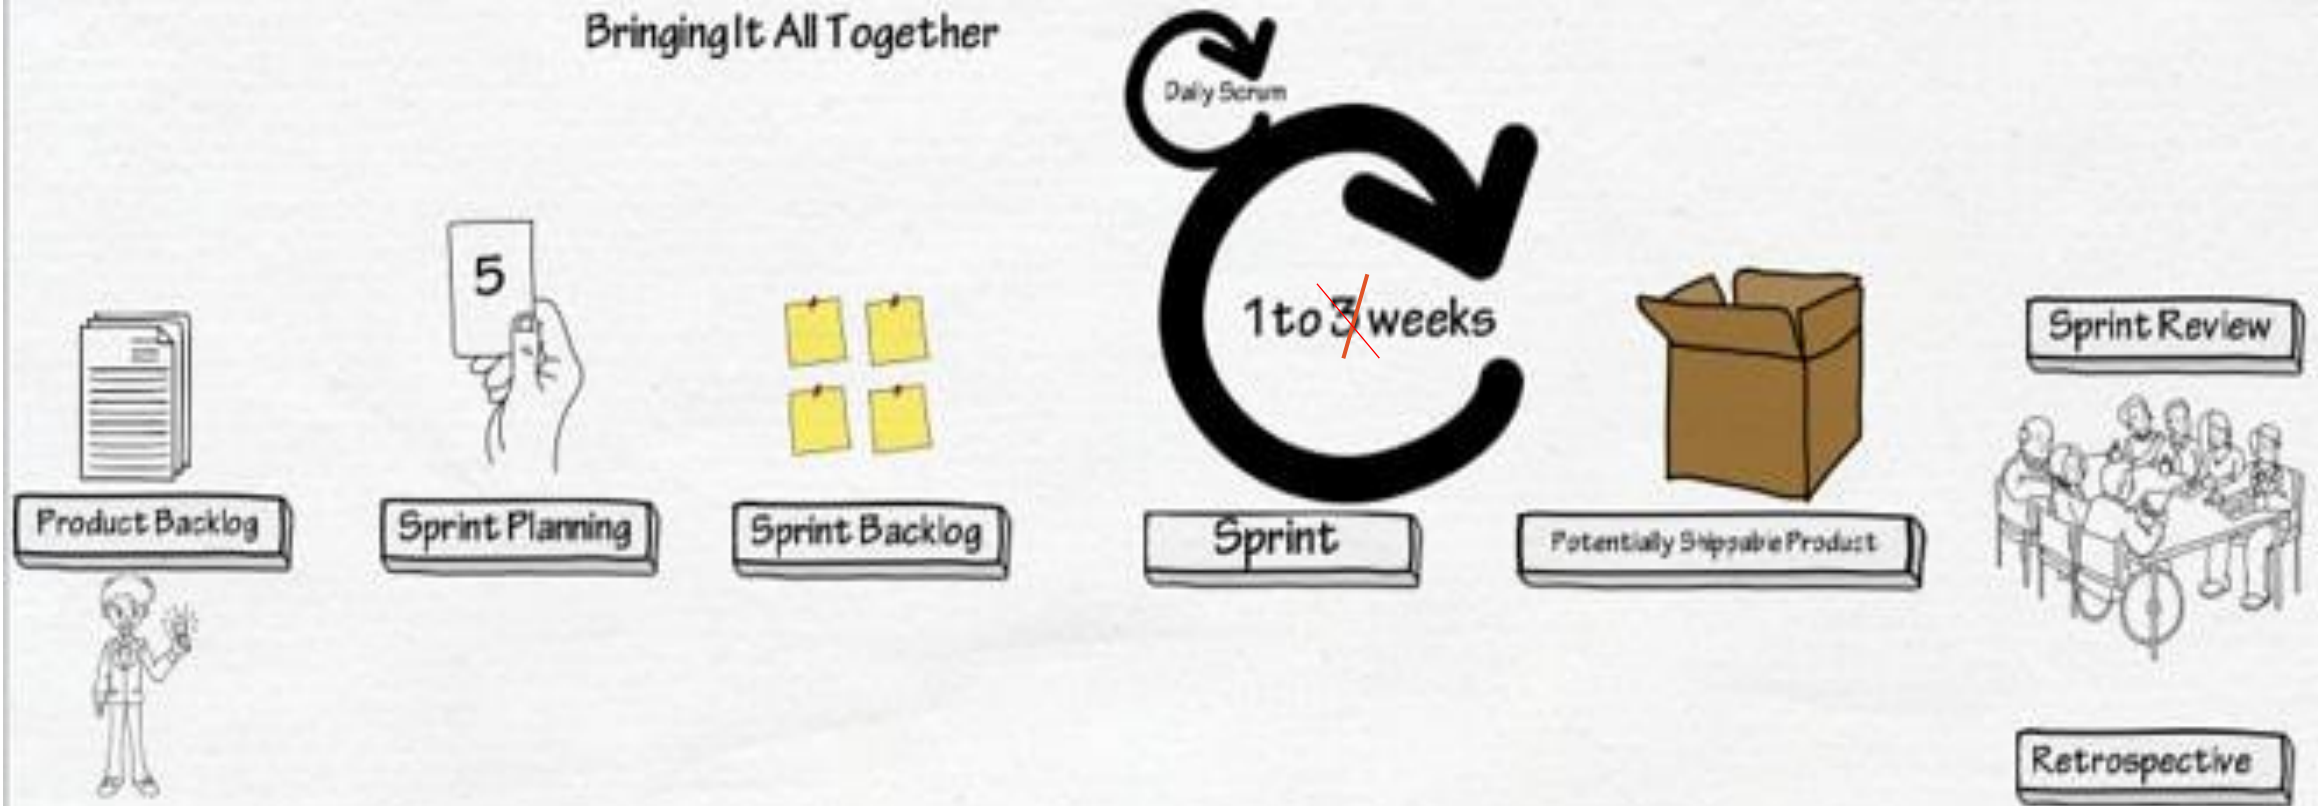 Bringing It All Together
Daily Scrum
5
1 to 3 weeks
Sprint Review
Product Backlog
Sprint Planning
Sprint Backlog
Sprint
Potentially Shippable Product
Retrospective